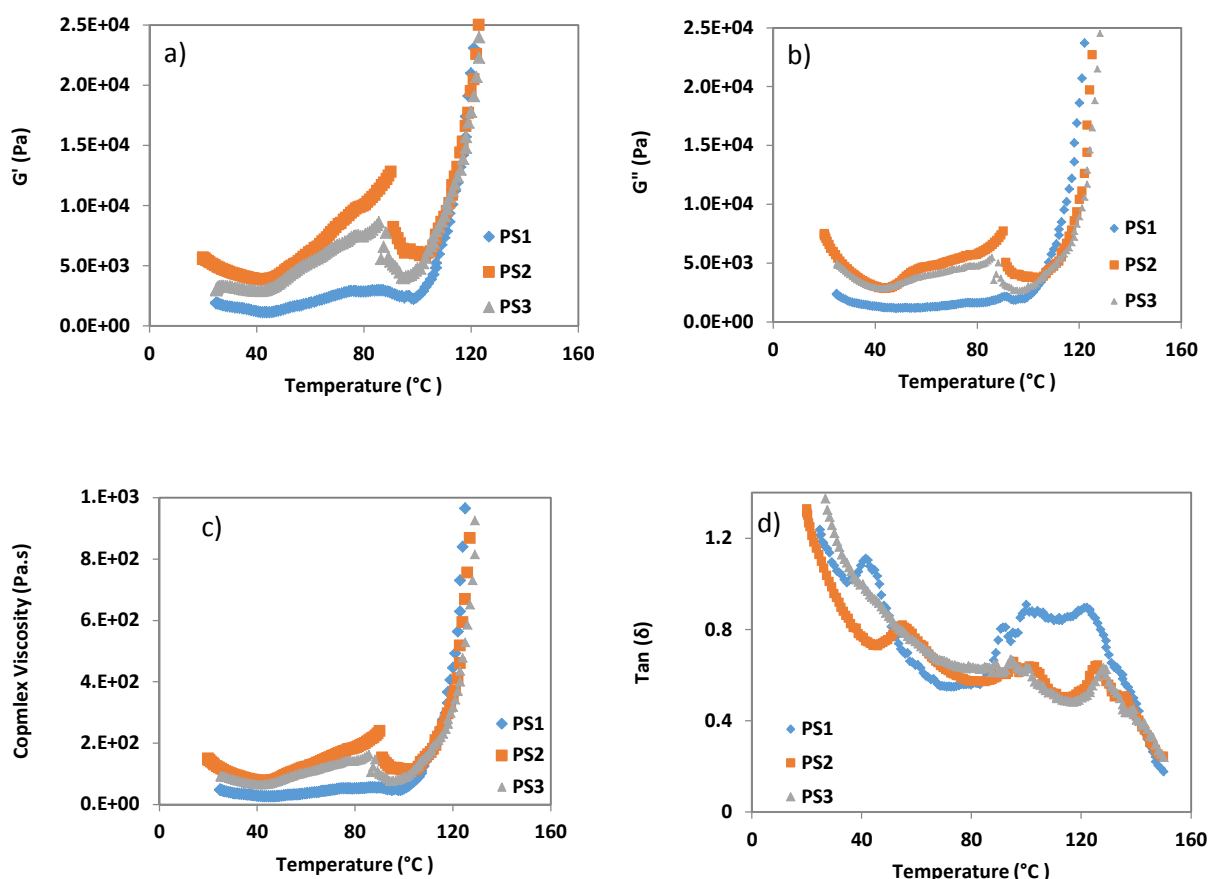 a)
G' (Pa)
2.5E+04
2.0E+04
1.5E+04
1.0E+04
5.0E+03
0.0E+00
0 40 80 120 160
Temperature (°C )
PS1
PS2
PS3
b)
G" (Pa)
2.5E+04
2.0E+04
1.5E+04
1.0E+04
5.0E+03
0.0E+00
0 40 80 120 160
Temperature (°C )
PS1
PS2
PS3
c)
Copmlex Viscosity (Pa.s)
1.E+03
8.E+02
6.E+02
4.E+02
2.E+02
0.E+00
0 40 80 120 160
Temperature (°C )
PS1
PS2
PS3
d)
Tan (δ)
1.2
0.8
0.4
0
0 40 80 120 160
Temperature (°C )
PS1
PS2
PS3